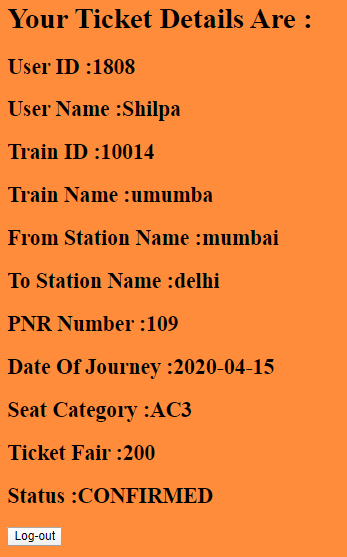 Your Ticket Details Are :
User ID :1808
User Name :Shilpa
Train ID :10014
Train Name :umumba
From Station Name :mumbai
To Station Name :delhi
PNR Number :109
Date Of Journey :2020-04-15
Seat Category :AC3
Ticket Fair :200
Status :CONFIRMED
Log-out